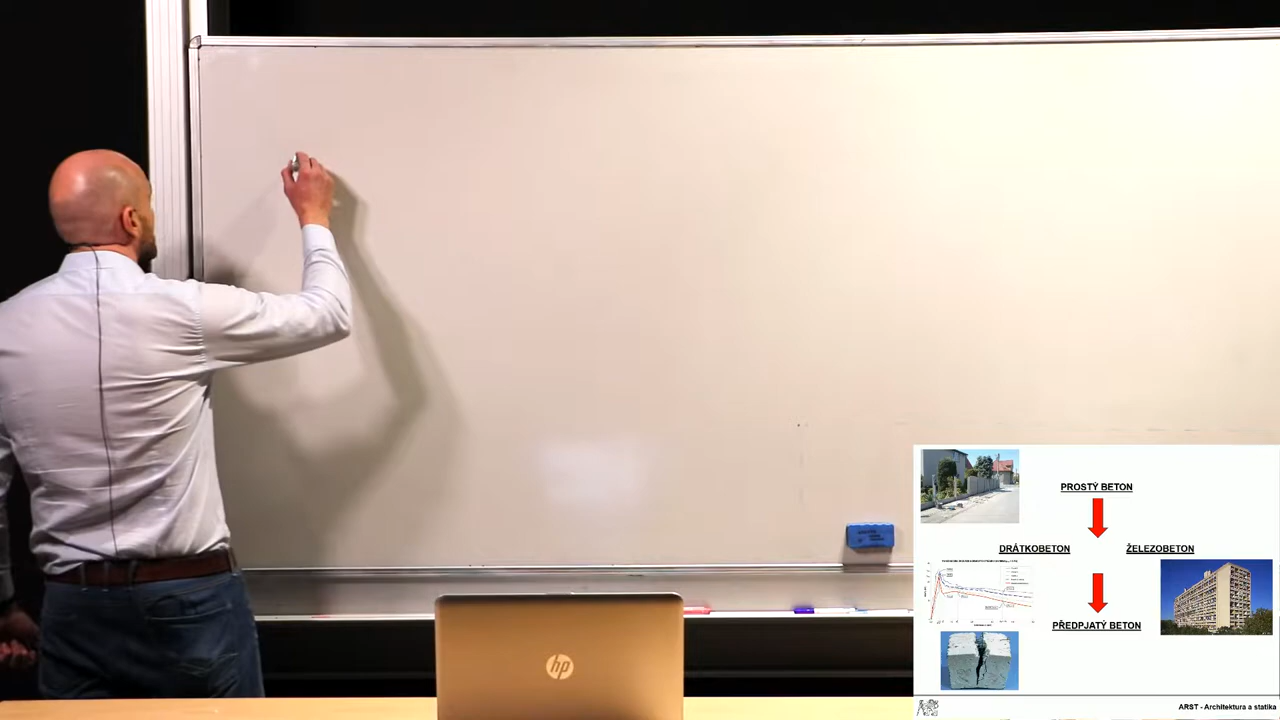 PROSTÝ BETON
DRÁTKOBETON
ŽELEZOBETON
PŘEDPJATÝ BETON
ARST - Architektura a statika
hp